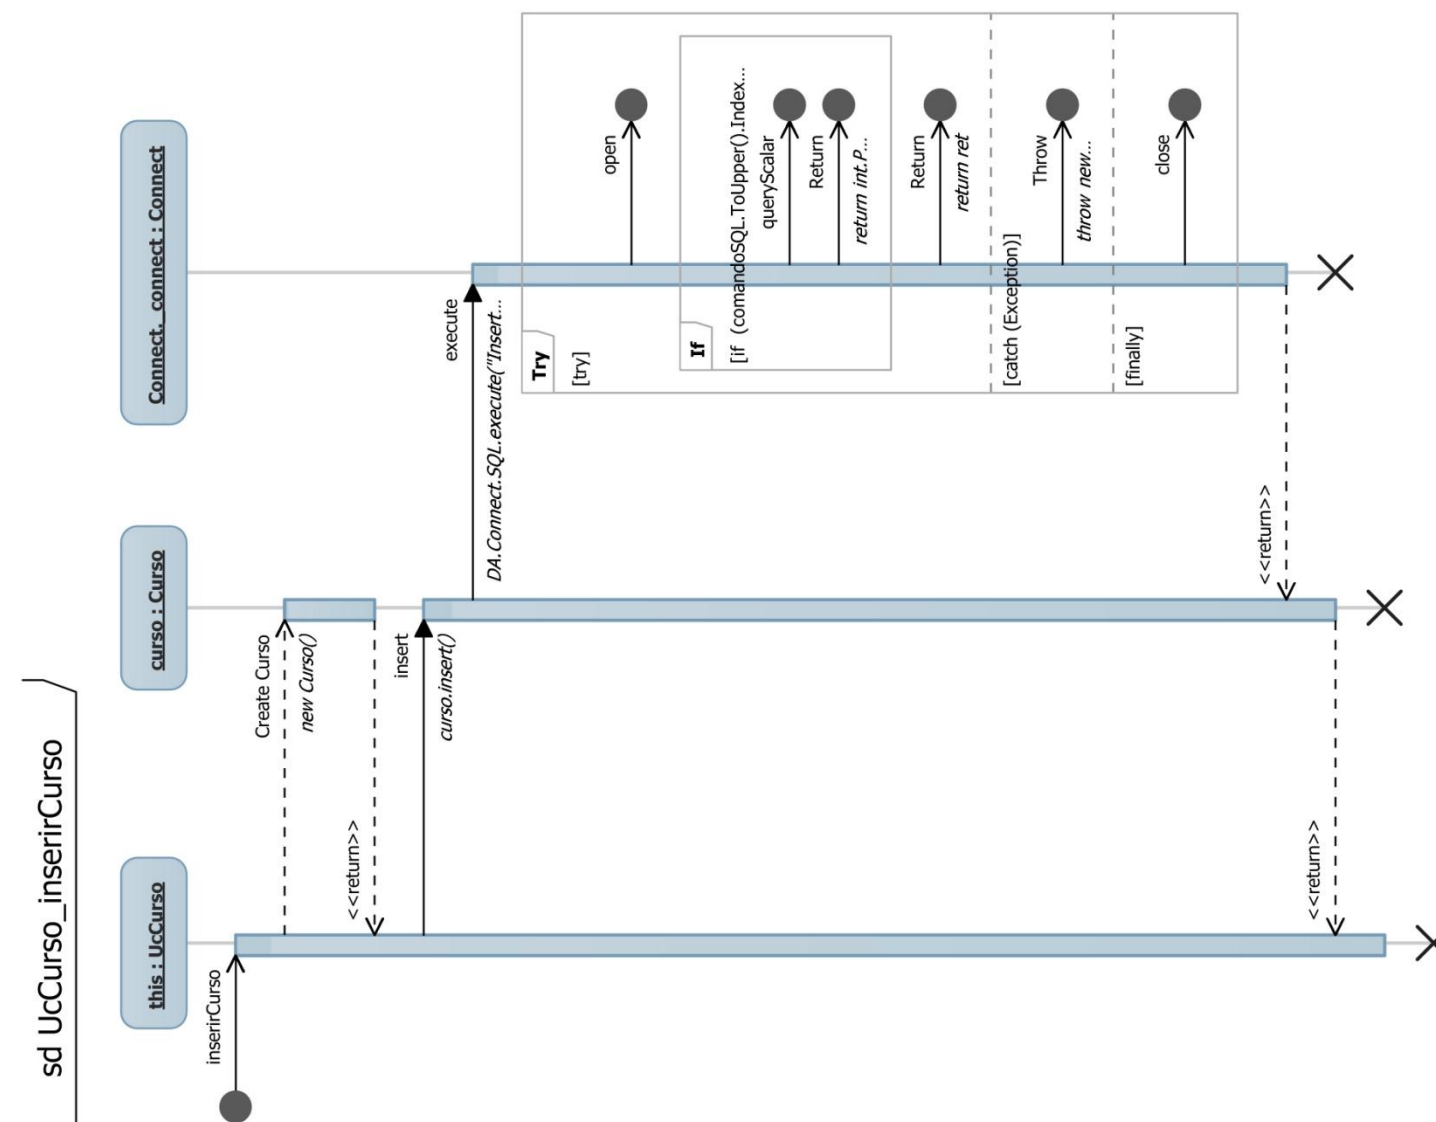 sd UcCurso_inserirCurso
this : UcCurso
curso : Curso
Connect._connect : Connect
inserirCurso
Create Curso
new Curso()
<<return>>
insert
curso.insert()
execute
DA.Connect.SQL.execute("Insert...
Try
[try]
open
If
[if (comandoSQL.ToUpper().Index...
queryScalar
Return
return int.P...
Return
return ret
[catch (Exception)]
Throw
throw new...
[finally]
close
<<return>>
<<return>>